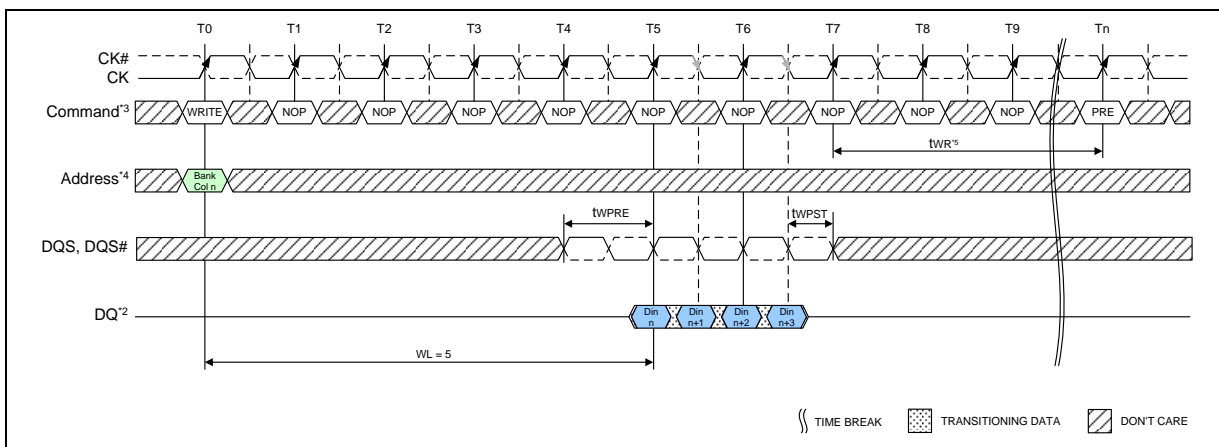 T0 T1 T2 T3 T4 T5 T6 T7 T8 T9 Tn
CK#
CK
Command*3 WRITE NOP NOP NOP NOP NOP NOP NOP NOP NOP PRE
tWR*5
Address*4 Bank
Col n
tWPRE tWPST
DQS, DQS#
DQ*2 Din
n Din
n+1 Din
n+2 Din
n+3
WL = 5
TIME BREAK TRANSITIONING DATA DON'T CARE